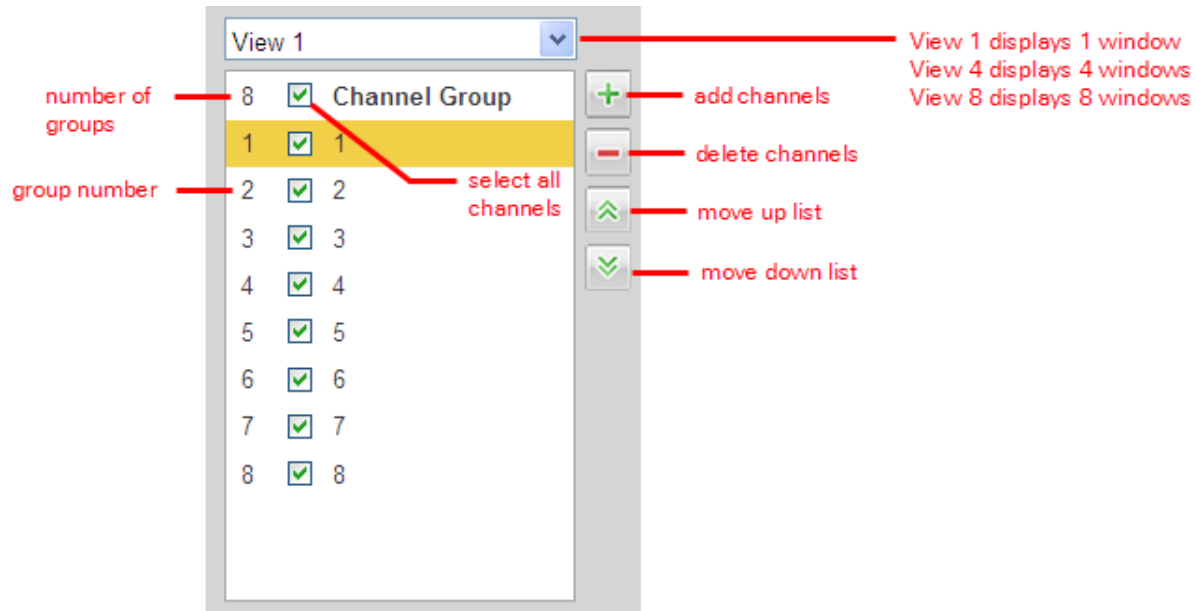 View 1
View 1 displays 1 window
View 4 displays 4 windows
View 8 displays 8 windows
number of
groups
8 Channel Group
add channels
1 1
delete channels
group number
2 2
select all
channels
move up list
3 3
move down list
4 4
5 5
6 6
7 7
8 8